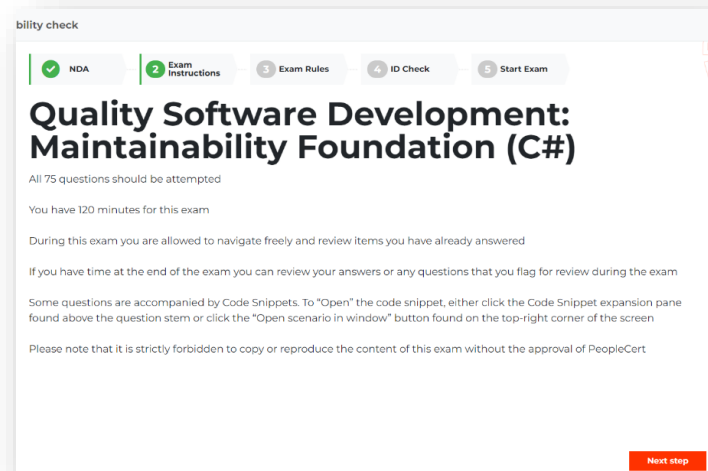 bility check
NDA
2 Exam Instructions
3 Exam Rules
4 ID Check
5 Start Exam
Quality Software Development:
Maintainability Foundation (C#)
All 75 questions should be attempted
You have 120 minutes for this exam
During this exam you are allowed to navigate freely and review items you have already answered
If you have time at the end of the exam you can review your answers or any questions that you flag for review during the exam
Some questions are accompanied by Code Snippets. To “Open” the code snippet, either click the Code Snippet expansion pane
found above the question stem or click the “Open scenario in window” button found on the top-right corner of the screen
Please note that it is strictly forbidden to copy or reproduce the content of this exam without the approval of PeopleCert
Next step